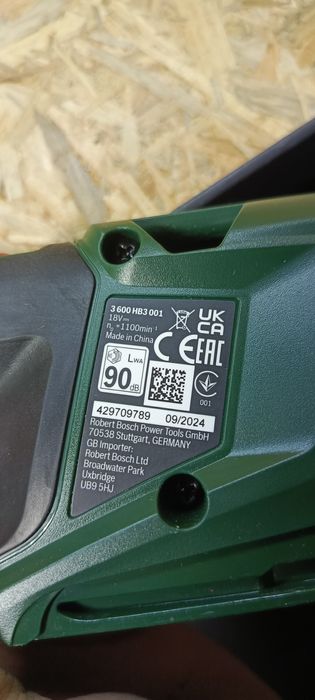 3 600 HB3 001
18V⎓
n₀ =1100min⁻¹
Made in China
UK
CA
CE EAC
LWA
90
dB
001
429709789 09/2024
Robert Bosch Power Tools GmbH
70538 Stuttgart, GERMANY
GB Importer:
Robert Bosch Ltd
Broadwater Park
Uxbridge
UB9 5HJ